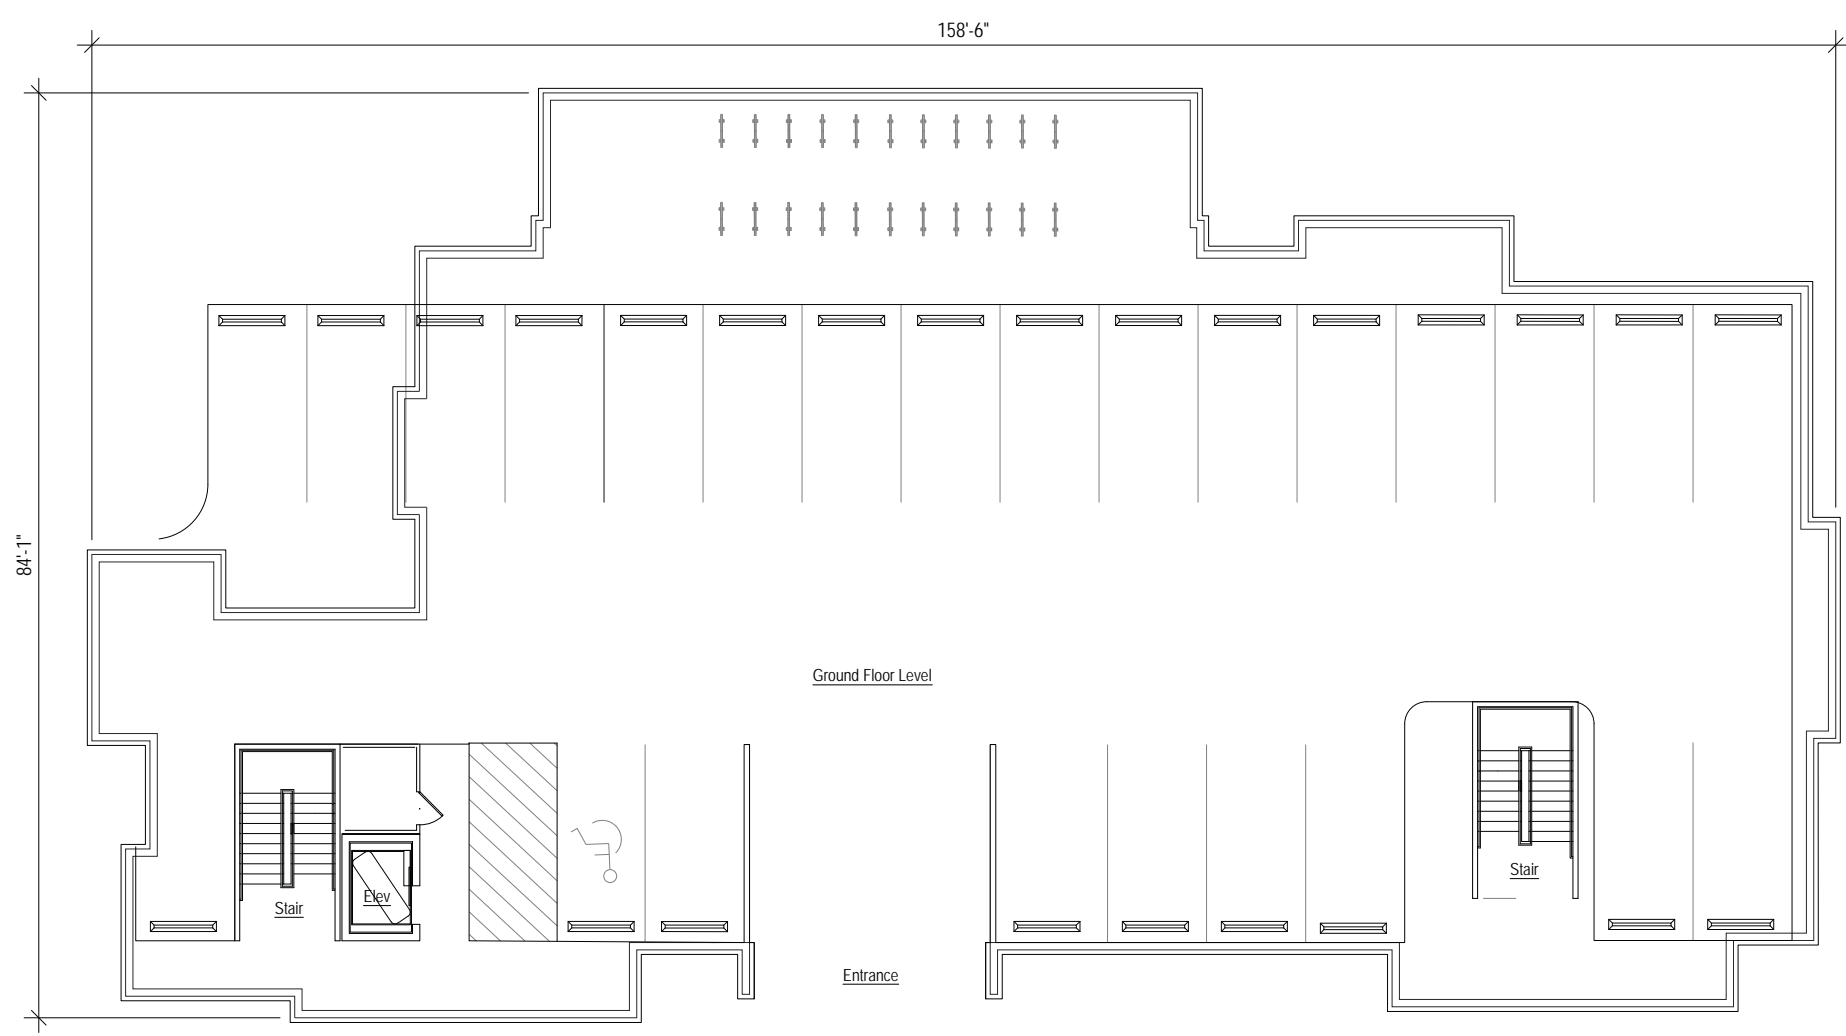 158'-6"
84'-1"
Ground Floor Level
Stair
Elev
Stair
Entrance